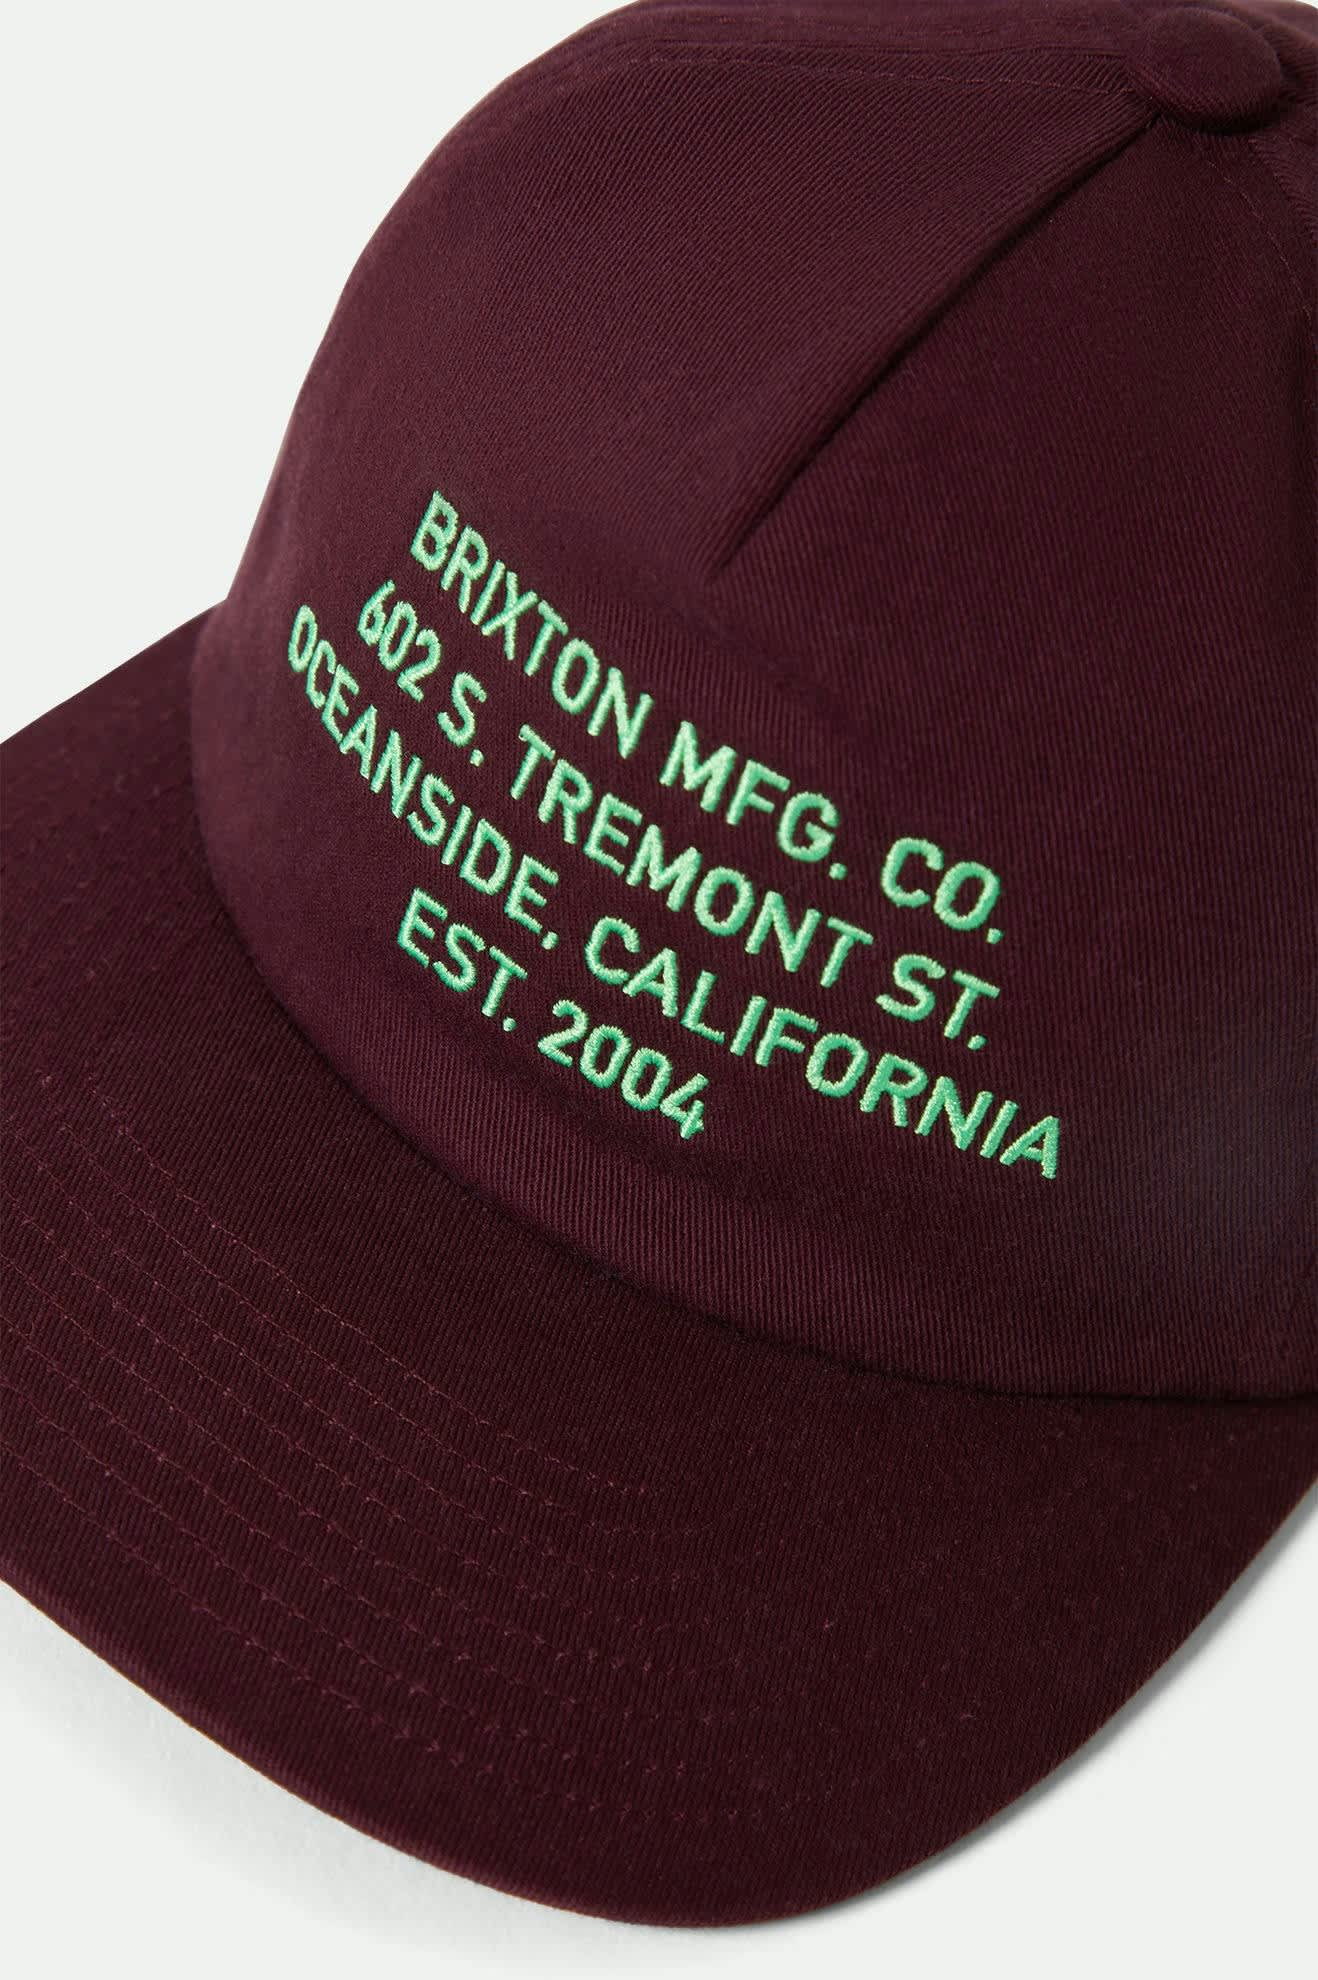 BRIXTON MFG. CO.
602 S. TREMONT ST.
OCEANSIDE, CALIFORNIA
EST. 2004